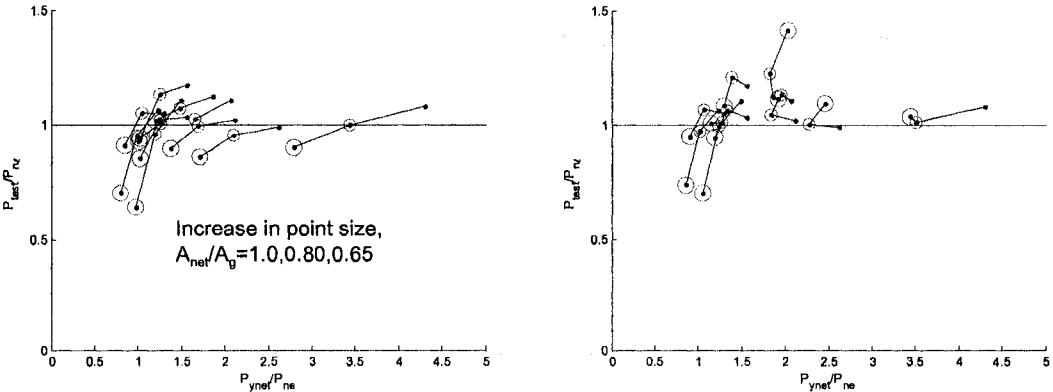 1.5
1
0.5
0
P_test/P_nℓ
0 0.5 1 1.5 2 2.5 3 3.5 4 4.5 5
P_ynet/P_ne
Increase in point size,
A_net/A_g=1.0,0.80,0.65
1.5
1
0.5
0
P_test/P_nℓ
0 0.5 1 1.5 2 2.5 3 3.5 4 4.5 5
P_ynet/P_ne